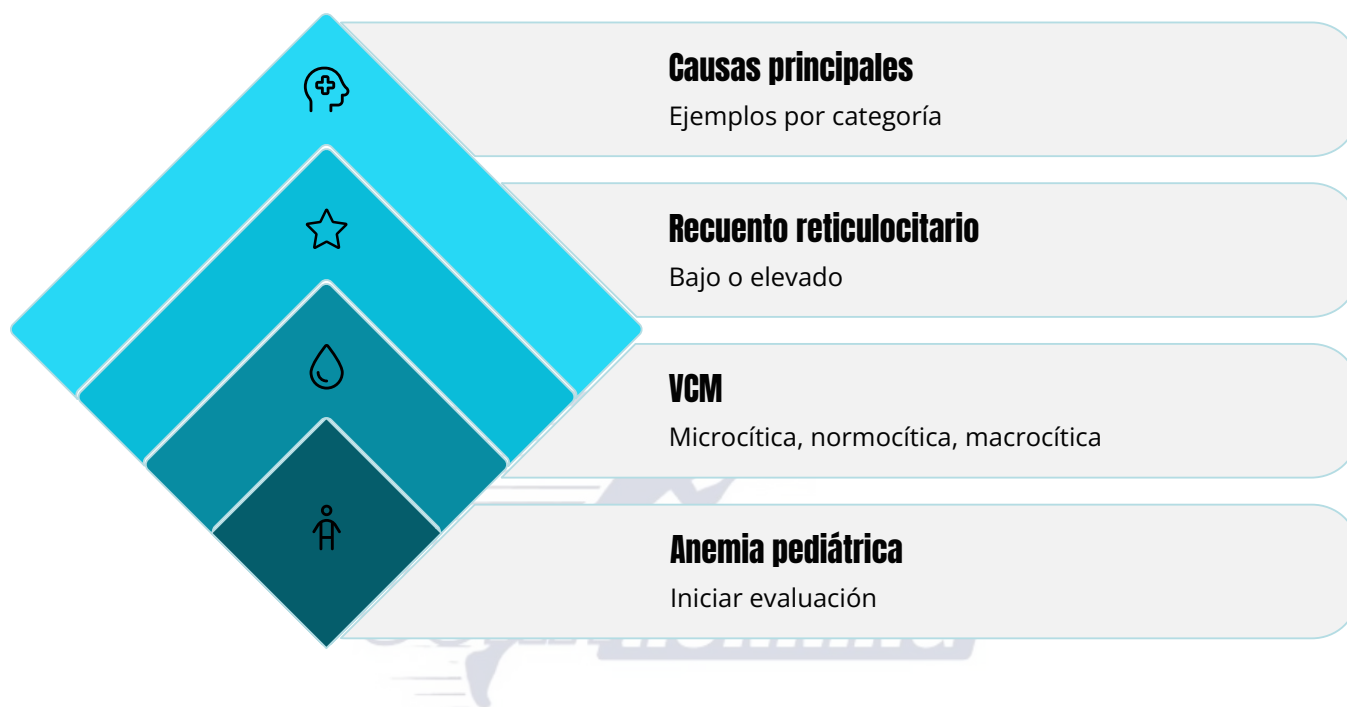 Causas principales
Ejemplos por categoría
Recuento reticulocitario
Bajo o elevado
VCM
Microcítica, normocítica, macrocítica
Anemia pediátrica
Iniciar evaluación